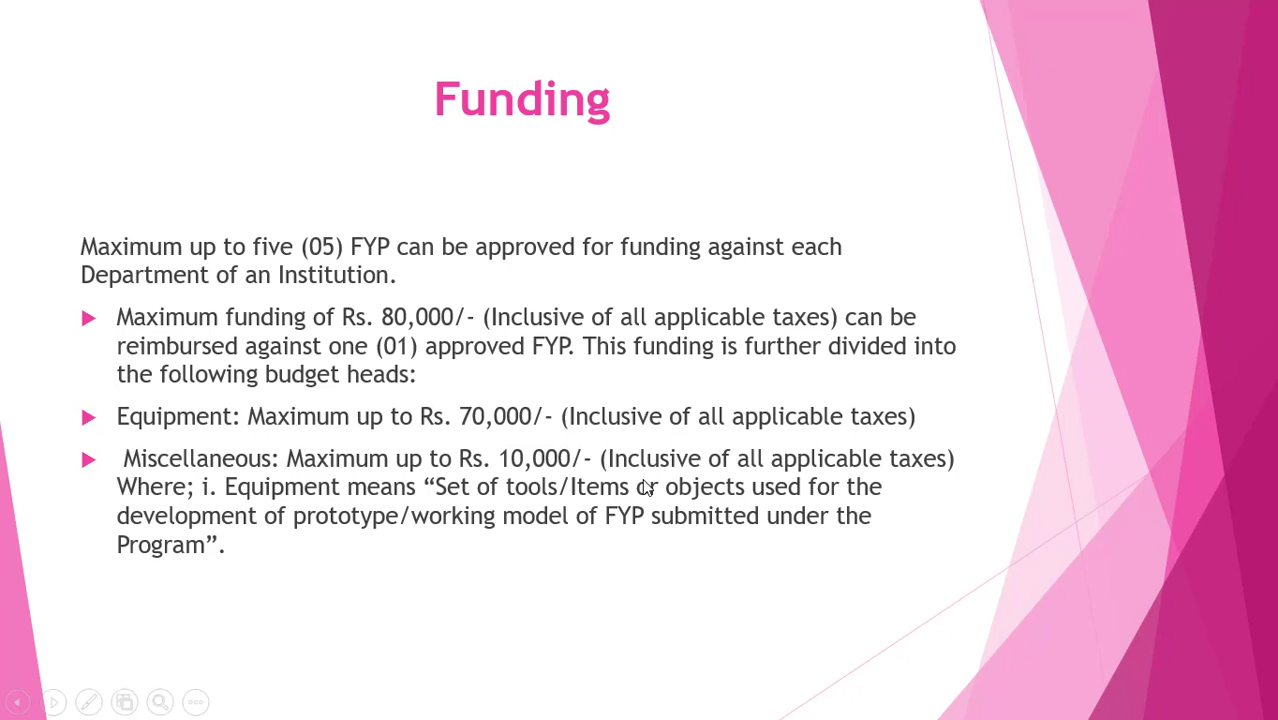 Funding
Maximum up to five (05) FYP can be approved for funding against each
Department of an Institution.
Maximum funding of Rs. 80,000/- (Inclusive of all applicable taxes) can be
reimbursed against one (01) approved FYP. This funding is further divided into
the following budget heads:
Equipment: Maximum up to Rs. 70,000/- (Inclusive of all applicable taxes)
Miscellaneous: Maximum up to Rs. 10,000/- (Inclusive of all applicable taxes)
Where; i. Equipment means “Set of tools/Items or objects used for the
development of prototype/working model of FYP submitted under the
Program”.